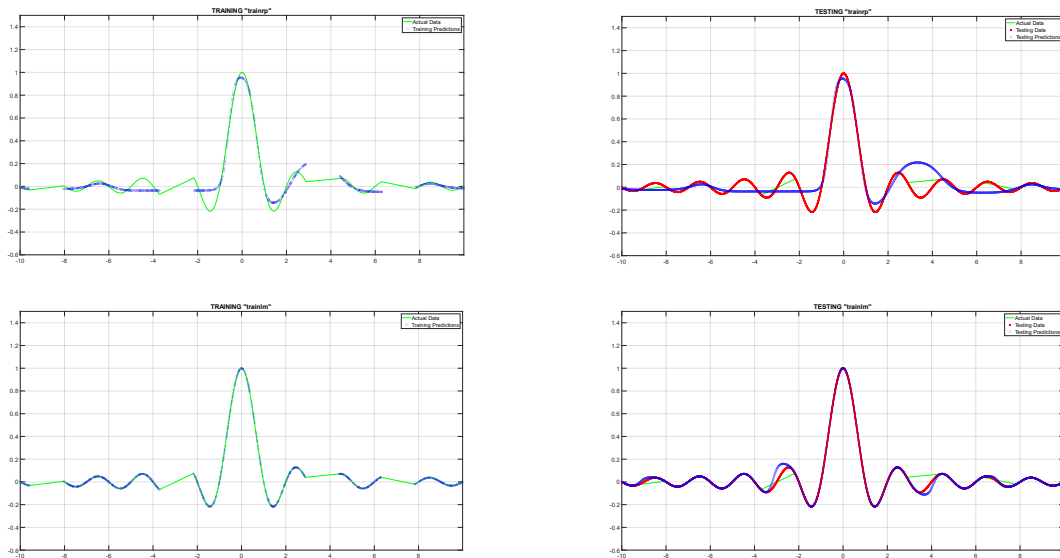 TRAINING "trainrp"
Actual Data
Training Predictions
1.4
1.2
1
0.8
0.6
0.4
0.2
0
-0.2
-0.4
-0.6
-10 -8 -6 -4 -2 0 2 4 6 8
TESTING "trainrp"
Actual Data
Testing Data
Testing Predictions
1.4
1.2
1
0.8
0.6
0.4
0.2
0
-0.2
-0.4
-0.6
-10 -8 -6 -4 -2 0 2 4 6 8
TRAINING "trainlm"
Actual Data
Training Predictions
1.4
1.2
1
0.8
0.6
0.4
0.2
0
-0.2
-0.4
-0.6
-10 -8 -6 -4 -2 0 2 4 6 8
TESTING "trainlm"
Actual Data
Testing Data
Testing Predictions
1.4
1.2
1
0.8
0.6
0.4
0.2
0
-0.2
-0.4
-0.6
-10 -8 -6 -4 -2 0 2 4 6 8